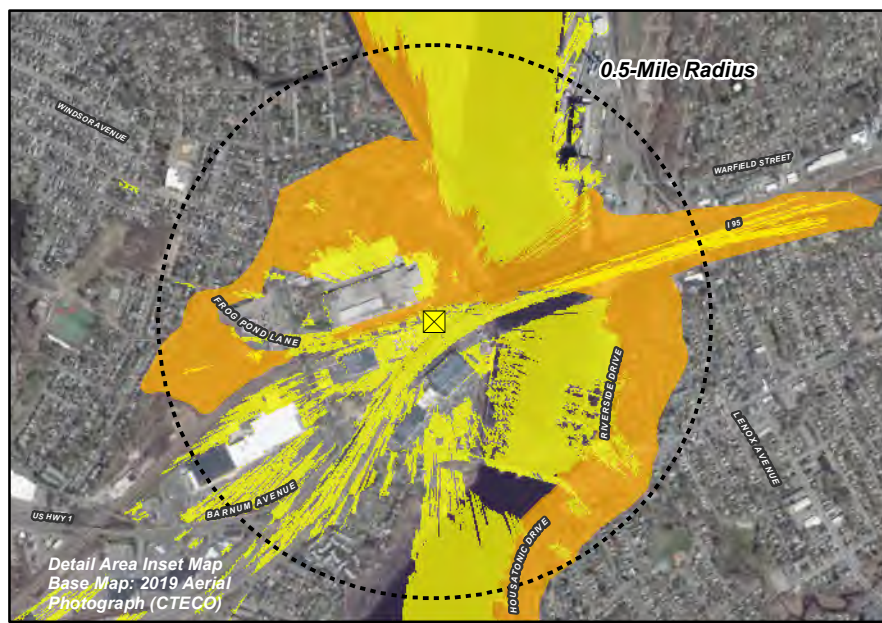 0.5-Mile Radius
WINDSOR AVENUE
WARFIELD STREET
I 95
FROG POND LANE
RIVERSIDE DRIVE
LENOX AVENUE
BARNUM AVENUE
US HWY 1
HOUSATONIC DRIVE
Detail Area Inset Map
Base Map: 2019 Aerial
Photograph (CTECO)